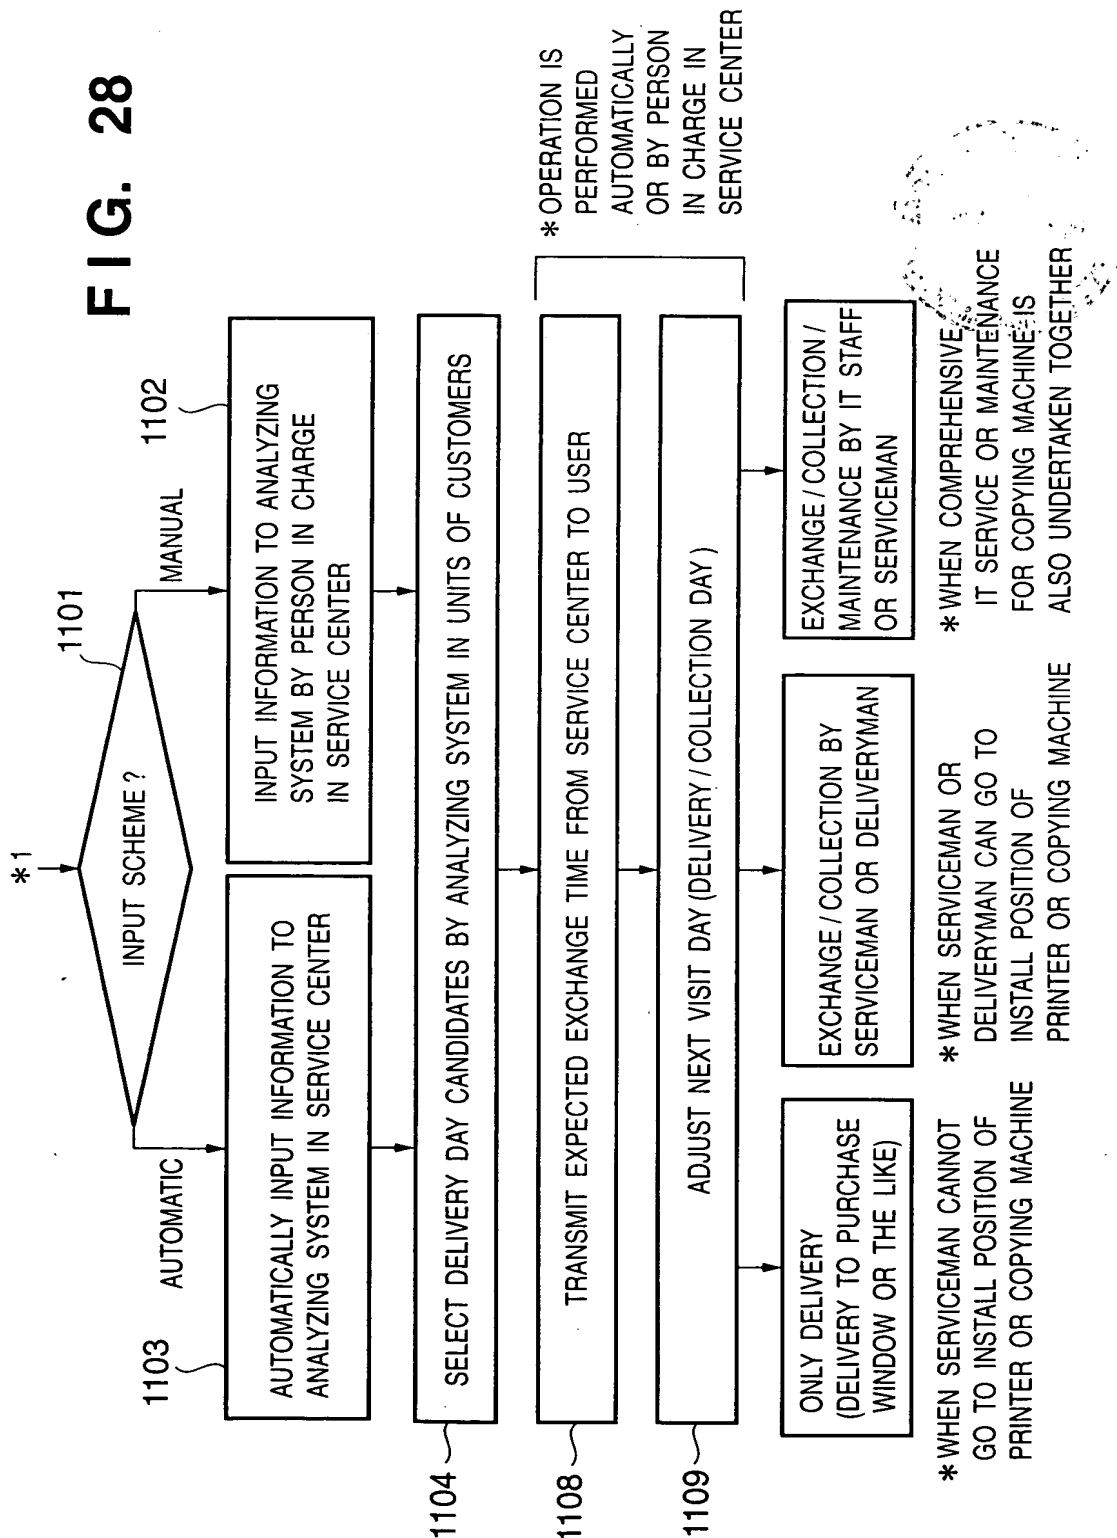 FIG. 28
*1
1101
INPUT SCHEME?
AUTOMATIC
MANUAL
1103
AUTOMATICALLY INPUT INFORMATION TO
ANALYZING SYSTEM IN SERVICE CENTER
1102
INPUT INFORMATION TO ANALYZING
SYSTEM BY PERSON IN CHARGE
IN SERVICE CENTER
1104
SELECT DELIVERY DAY CANDIDATES BY ANALYZING SYSTEM IN UNITS OF CUSTOMERS
1108
TRANSMIT EXPECTED EXCHANGE TIME FROM SERVICE CENTER TO USER
1109
ADJUST NEXT VISIT DAY (DELIVERY/COLLECTION DAY)
*OPERATION IS
PERFORMED
AUTOMATICALLY
OR BY PERSON
IN CHARGE IN
SERVICE CENTER
ONLY DELIVERY
(DELIVERY TO PURCHASE
WINDOW OR THE LIKE)
*WHEN SERVICEMAN CANNOT
GO TO INSTALL POSITION OF
PRINTER OR COPYING MACHINE
EXCHANGE/COLLECTION BY
SERVICEMAN OR DELIVERYMAN
*WHEN SERVICEMAN OR
DELIVERYMAN CAN GO TO
INSTALL POSITION OF
PRINTER OR COPYING MACHINE
EXCHANGE/COLLECTION/
MAINTENANCE BY IT STAFF
OR SERVICEMAN
*WHEN COMPREHENSIVE
IT SERVICE OR MAINTENANCE
FOR COPYING MACHINE IS
ALSO UNDERTAKEN TOGETHER